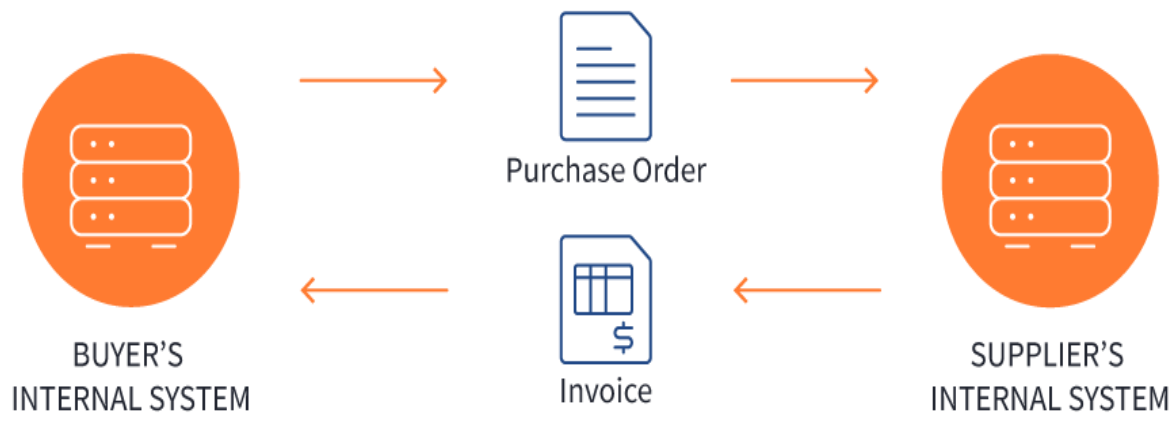 Purchase Order
Invoice
BUYER’S
INTERNAL SYSTEM
SUPPLIER’S
INTERNAL SYSTEM